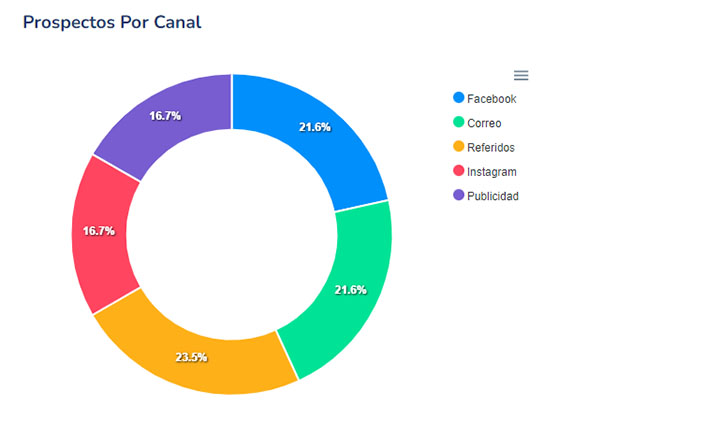 Prospectos Por Canal
Facebook
Correo
Referidos
Instagram
Publicidad
16.7%
21.6%
16.7%
21.6%
23.5%